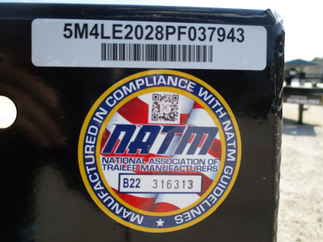 5M4LE2028PF037943
MANUFACTURED IN COMPLIANCE WITH NATM GUIDELINES
NATM
NATIONAL ASSOCIATION OF
TRAILER MANUFACTURERS
B22 316313